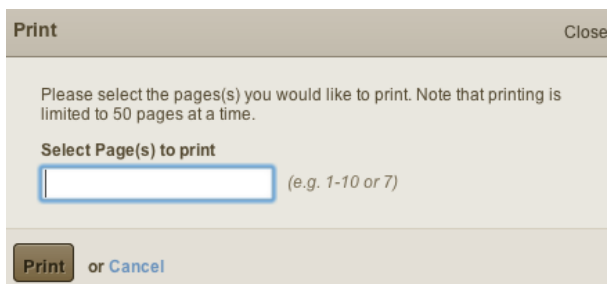 Print
Close
Please select the pages(s) you would like to print. Note that printing is
limited to 50 pages at a time.
Select Page(s) to print
(e.g. 1-10 or 7)
Print or Cancel